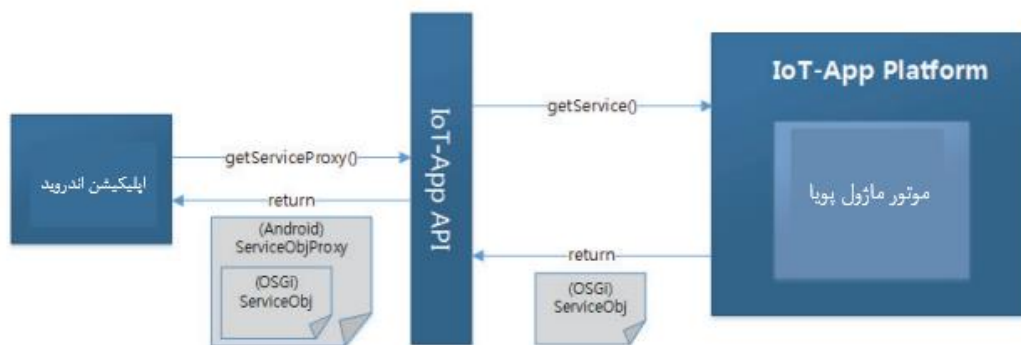 اپلیکیشن اندروید
getServiceProxy()
return
(Android)
ServiceObjProxy
(OSGi)
ServiceObj
IoT-App API
getService()
return
(OSGi)
ServiceObj
IoT-App Platform
موتور ماژول پویا